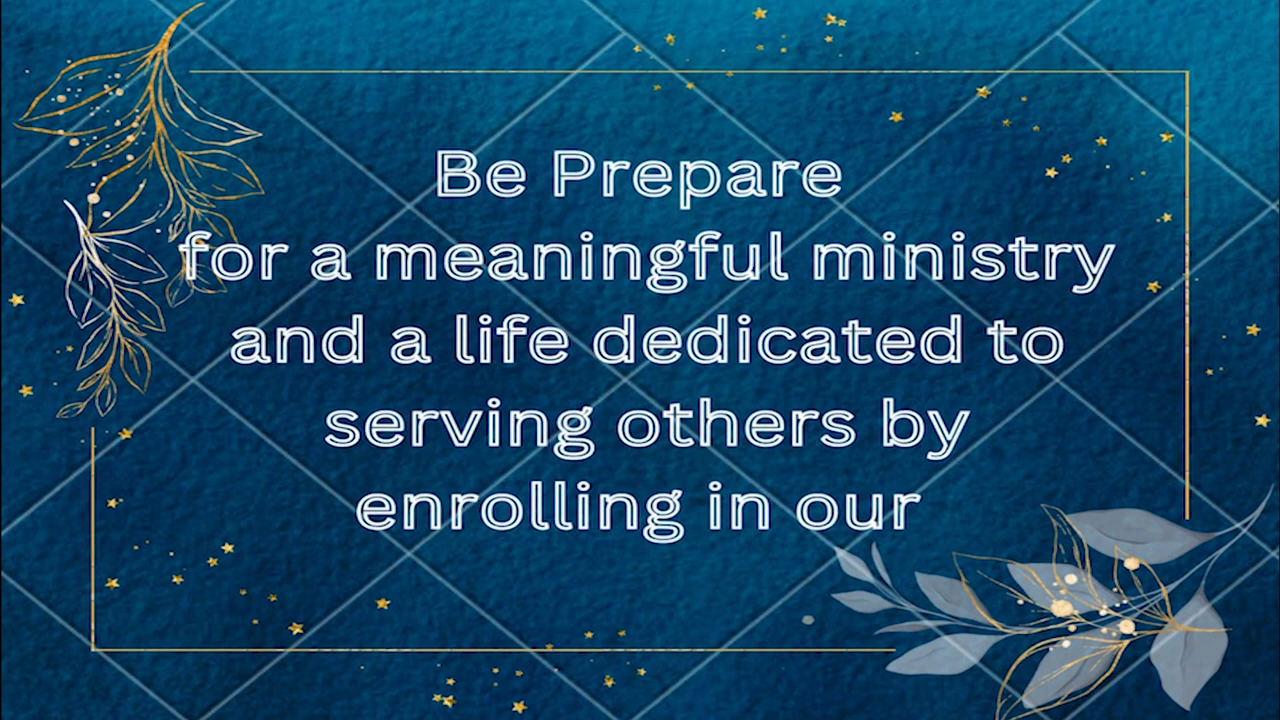 Be Prepare
for a meaningful ministry
and a life dedicated to
serving others by
enrolling in our